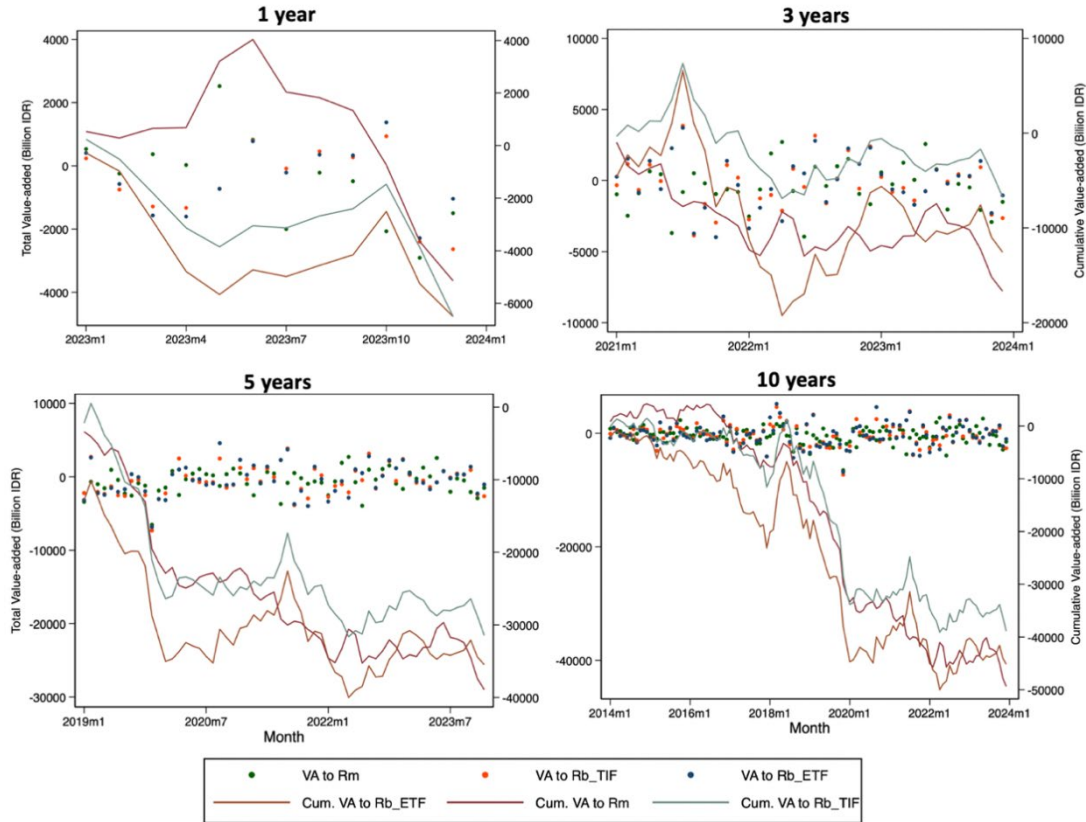 1 year
3 years
Total Value-added (Billion IDR)
4000
2000
0
-2000
-4000
4000
2000
0
-2000
-4000
-6000
2023m1
2023m4
2023m7
2023m10
2024m1
10000
5000
0
-5000
-10000
10000
0
-10000
-20000
Cumulative Value-added (Billion IDR)
2021m1
2022m1
2023m1
2024m1
5 years
10 years
Total Value-added (Billion IDR)
10000
0
-10000
-20000
-30000
0
-10000
-20000
-30000
-40000
2019m1
2020m7
2022m1
2023m7
Month
0
-20000
-40000
0
-10000
-20000
-30000
-40000
-50000
Cumulative Value-added (Billion IDR)
2014m1
2016m1
2018m1
2020m1
2022m1
2024m1
Month
VA to Rm
VA to Rb_TIF
VA to Rb_ETF
Cum. VA to Rb_ETF
Cum. VA to Rm
Cum. VA to Rb_TIF